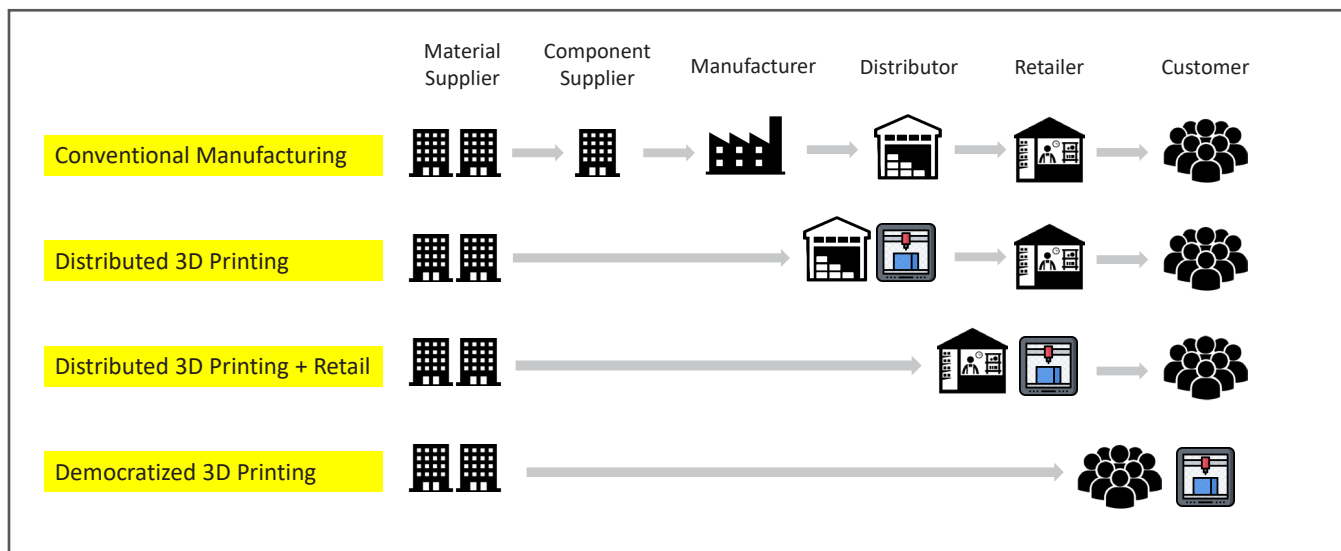 Material
Supplier
Component
Supplier
Manufacturer
Distributor
Retailer
Customer
Conventional Manufacturing
Distributed 3D Printing
Distributed 3D Printing + Retail
Democratized 3D Printing